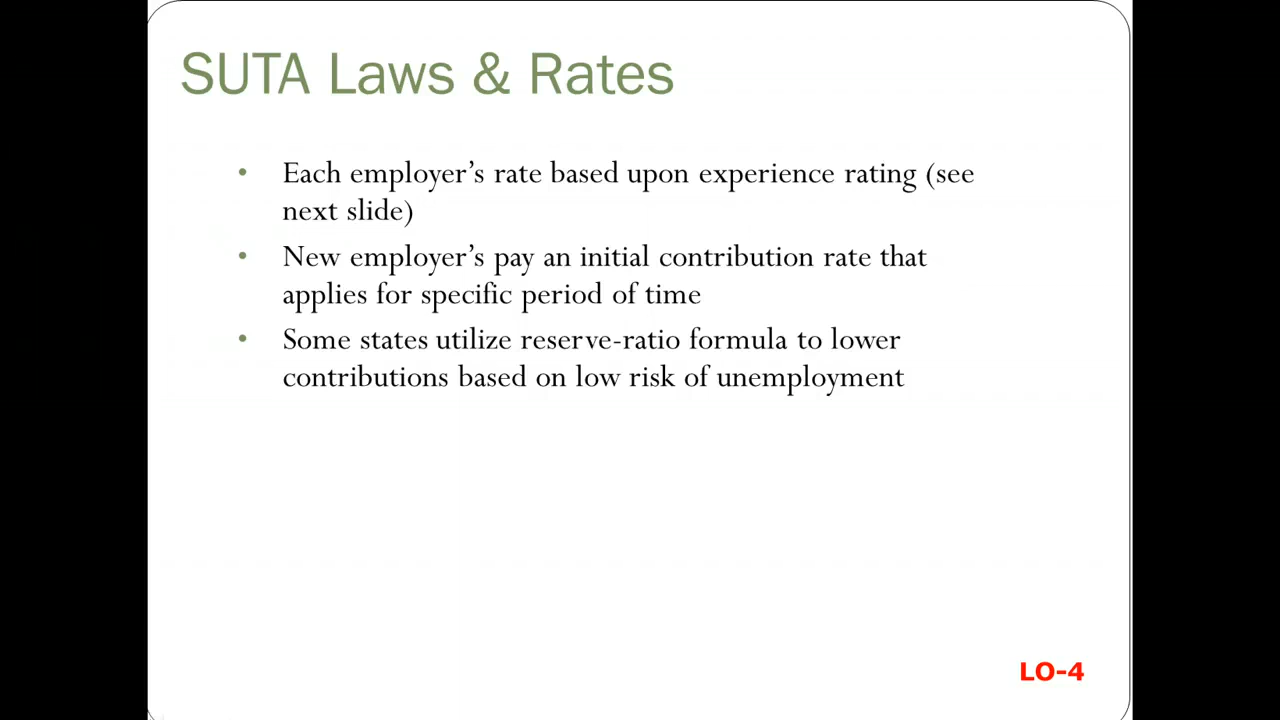 SUTA Laws & Rates
• Each employer’s rate based upon experience rating (see
next slide)
• New employer’s pay an initial contribution rate that
applies for specific period of time
• Some states utilize reserve-ratio formula to lower
contributions based on low risk of unemployment
LO-4